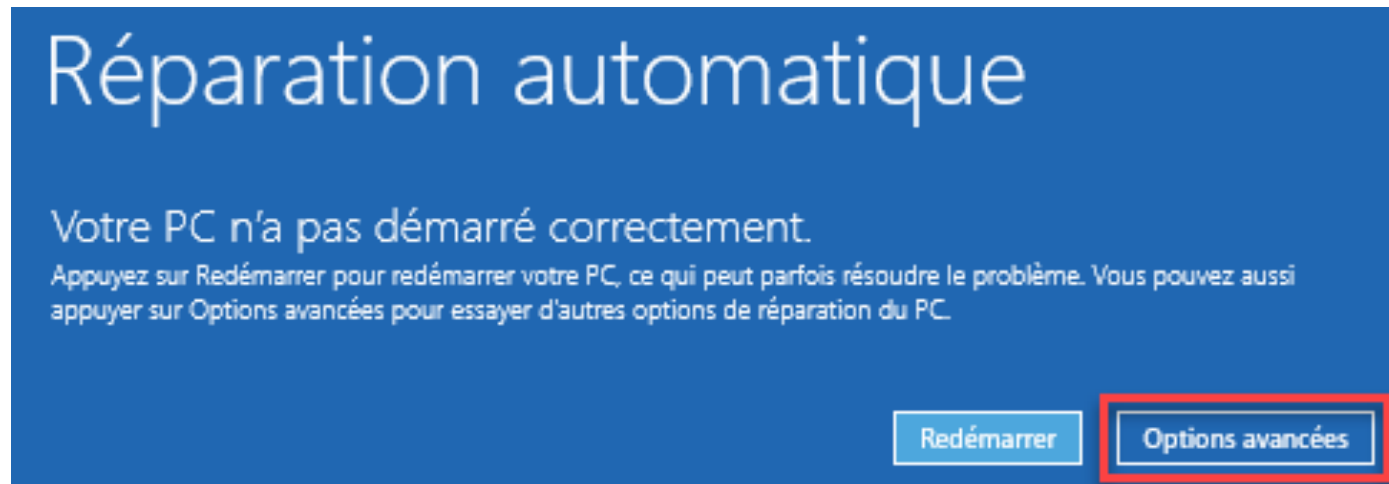 Réparation automatique
Votre PC n'a pas démarré correctement.
Appuyez sur Redémarrer pour redémarrer votre PC, ce qui peut parfois résoudre le problème. Vous pouvez aussi
appuyer sur Options avancées pour essayer d'autres options de réparation du PC.
Redémarrer
Options avancées